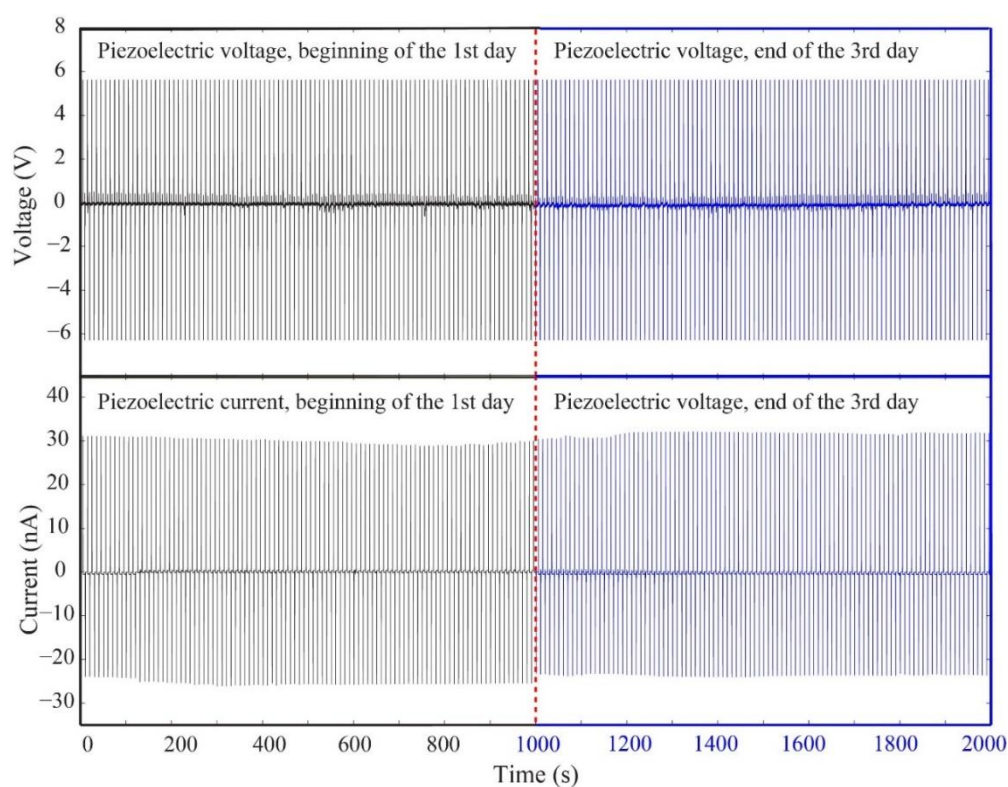 8
Piezoelectric voltage, beginning of the 1st day
Piezoelectric voltage, end of the 3rd day
6
4
2
0
−2
−4
−6
Voltage (V)
40
Piezoelectric current, beginning of the 1st day
Piezoelectric voltage, end of the 3rd day
30
20
10
0
−10
−20
−30
Current (nA)
0 200 400 600 800 1000 1200 1400 1600 1800 2000
Time (s)